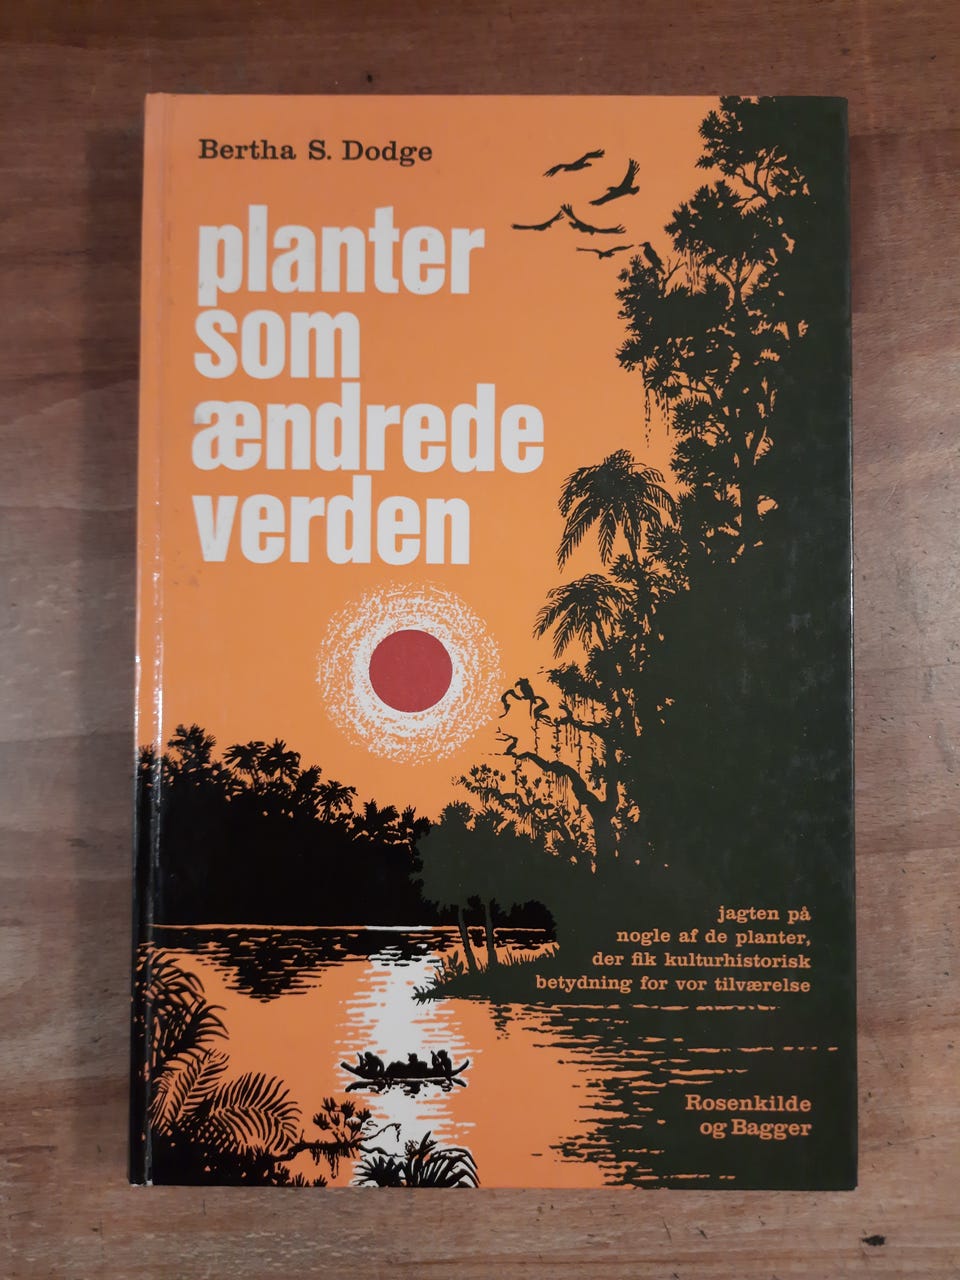 Bertha S. Dodge
planter
som
ændrede
verden
jagten på
nogle af de planter,
der fik kulturhistorisk
betydning for vor tilværelse
Rosenkilde
og Bagger